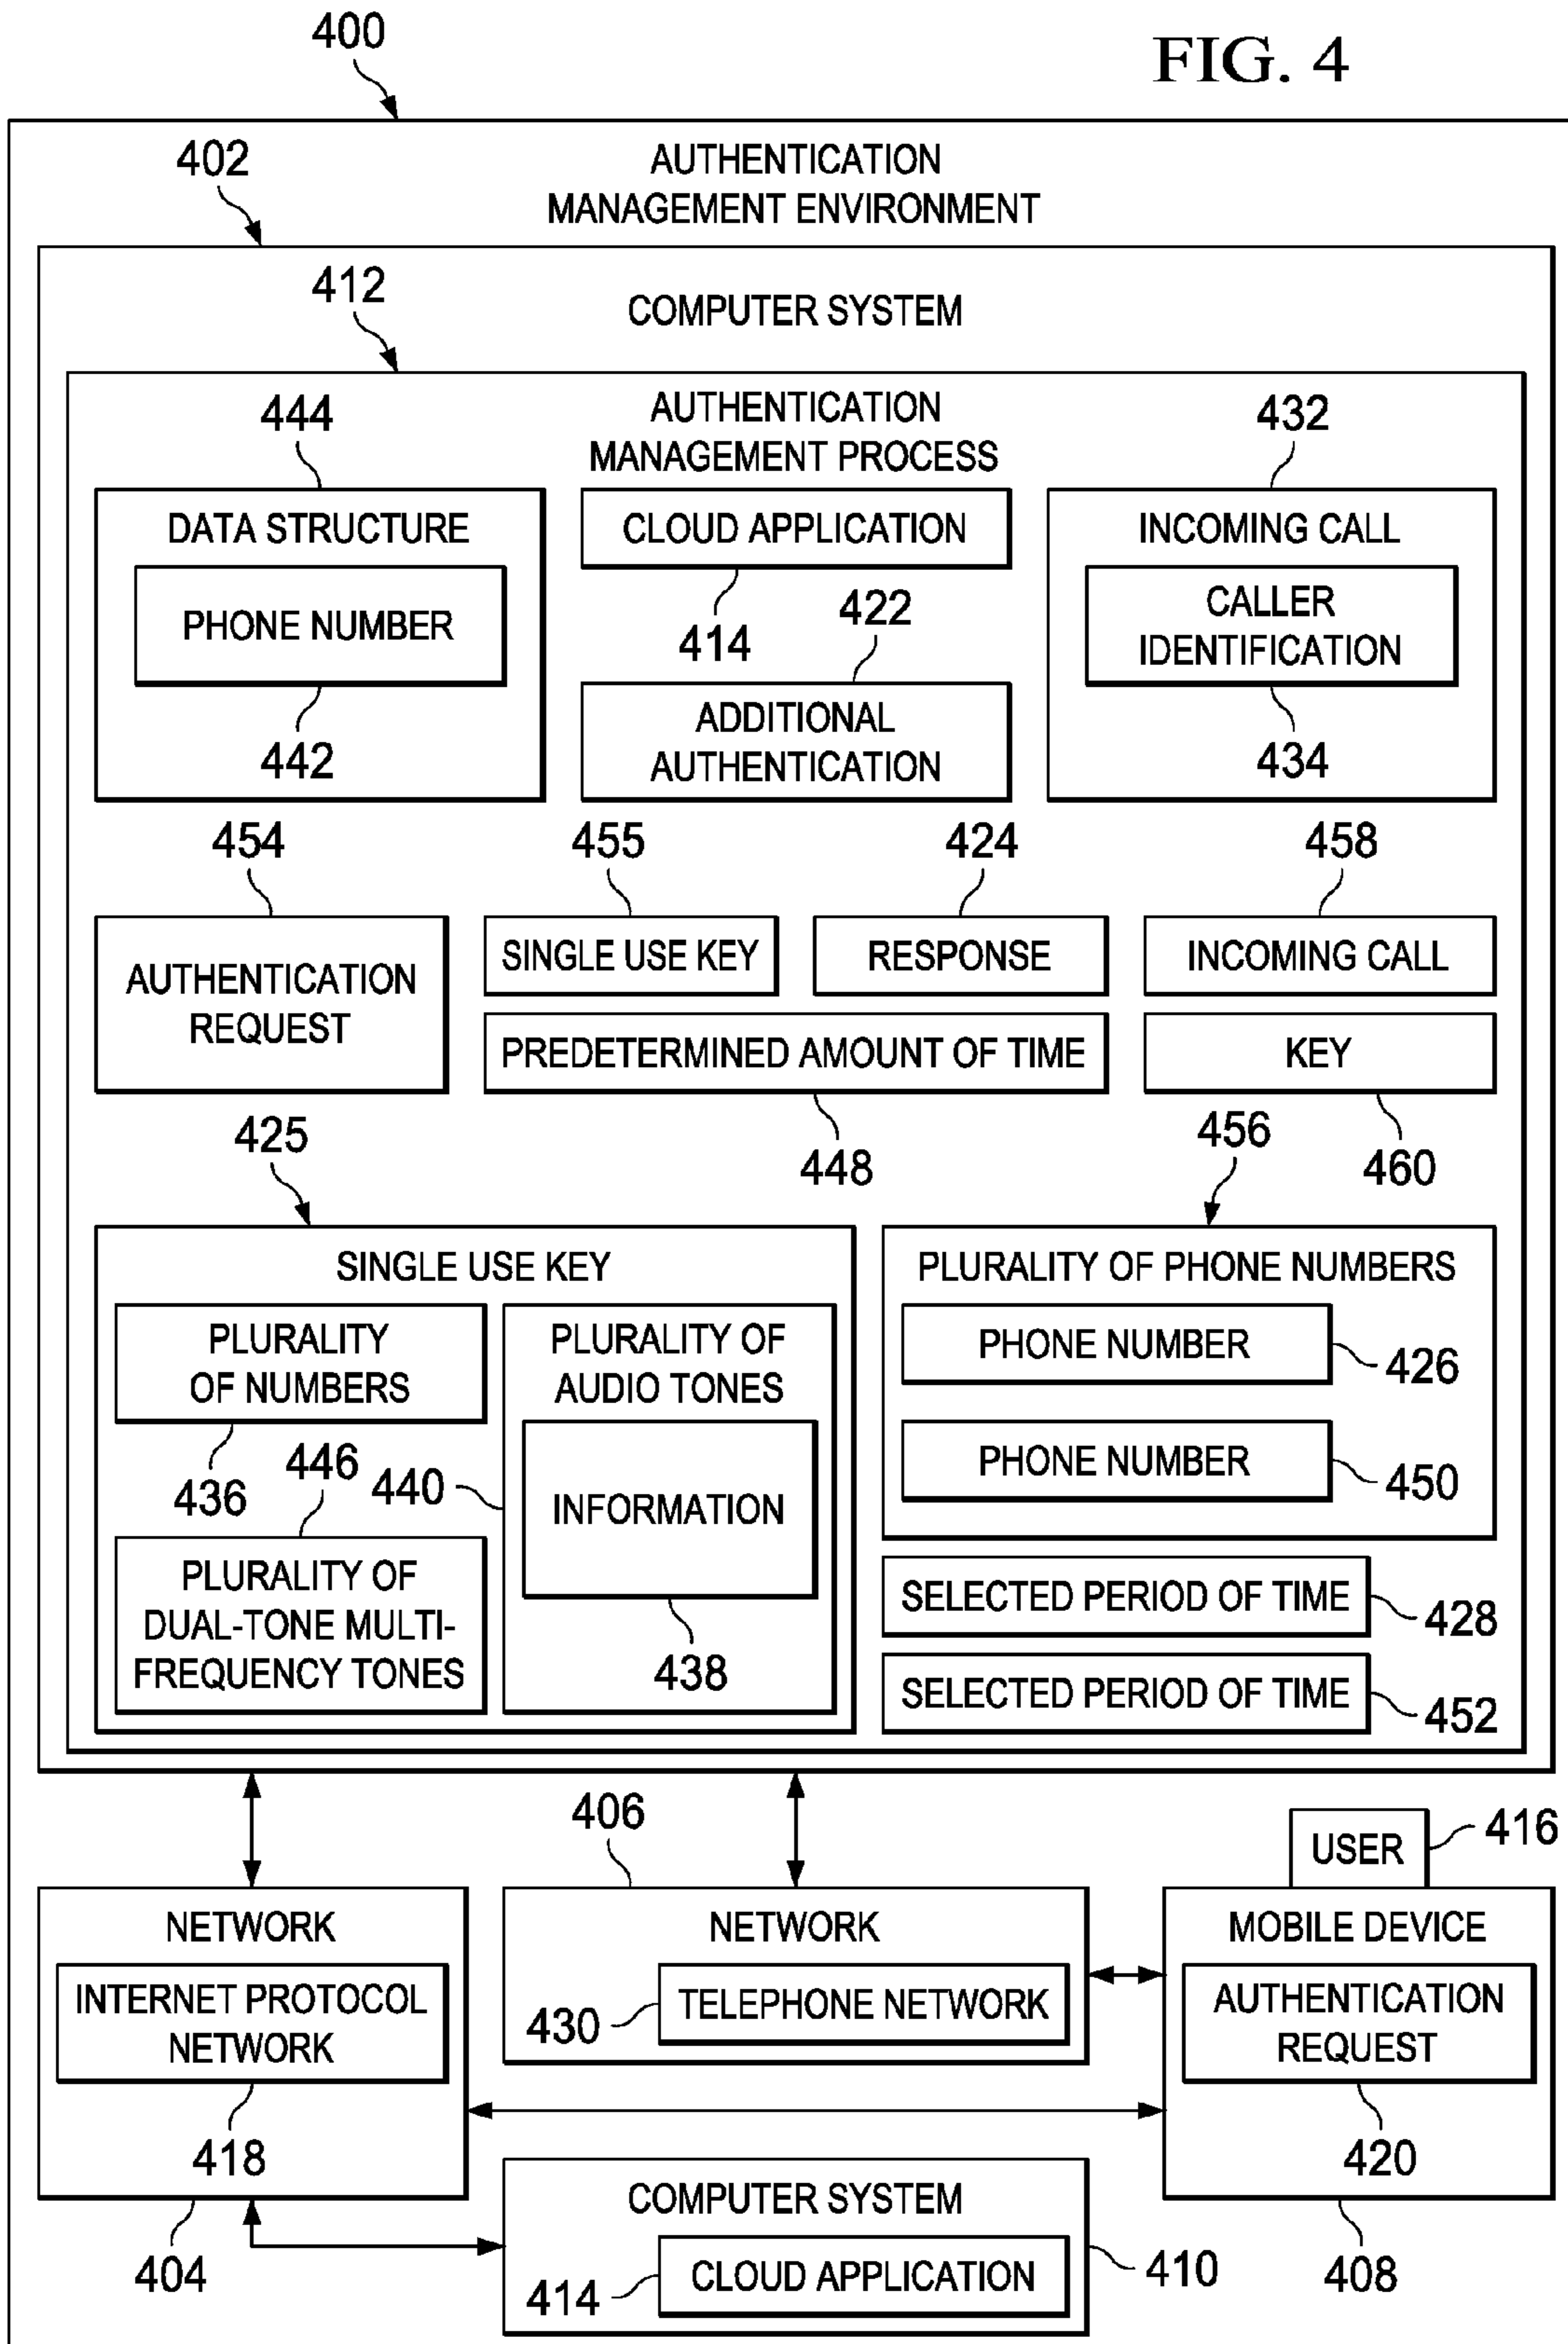 400
FIG. 4
402
AUTHENTICATION
MANAGEMENT ENVIRONMENT
412
COMPUTER SYSTEM
444
AUTHENTICATION
MANAGEMENT PROCESS
432
DATA STRUCTURE
PHONE NUMBER
442
CLOUD APPLICATION
414
422
ADDITIONAL
AUTHENTICATION
INCOMING CALL
CALLER
IDENTIFICATION
434
454
455
424
458
AUTHENTICATION
REQUEST
SINGLE USE KEY
RESPONSE
INCOMING CALL
PREDETERMINED AMOUNT OF TIME
KEY
425
448
456
460
SINGLE USE KEY
PLURALITY
OF NUMBERS
436
446
PLURALITY OF
DUAL-TONE MULTI-
FREQUENCY TONES
440
PLURALITY OF
AUDIO TONES
INFORMATION
438
PLURALITY OF PHONE NUMBERS
PHONE NUMBER
426
PHONE NUMBER
450
SELECTED PERIOD OF TIME
428
SELECTED PERIOD OF TIME
452
406
USER
416
NETWORK
INTERNET PROTOCOL
NETWORK
418
404
NETWORK
TELEPHONE NETWORK
430
MOBILE DEVICE
AUTHENTICATION
REQUEST
420
408
COMPUTER SYSTEM
CLOUD APPLICATION
414
410